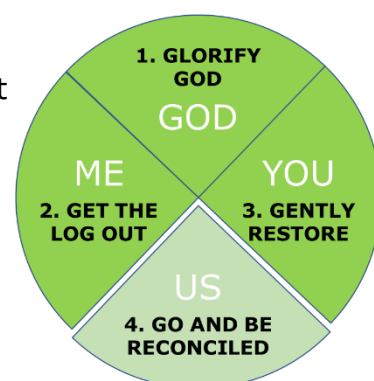 1. GLORIFY
GOD
GOD
t
ME
2. GET THE
LOG OUT
YOU
3. GENTLY
RESTORE
US
4. GO AND BE
RECONCILED